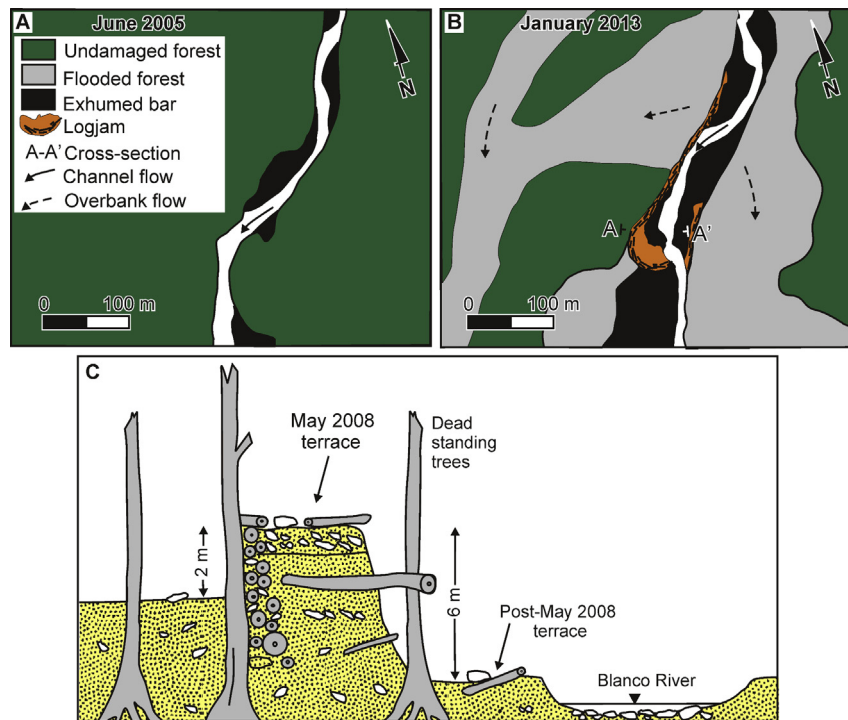 A
June 2005
N
Undamaged forest
Flooded forest
Exhumed bar
Logjam
A-A' Cross-section
Channel flow
Overbank flow
0 100 m
B
January 2013
N
A A'
0 100 m
C
May 2008
terrace
Dead
standing
trees
2 m
6 m
Post-May 2008
terrace
Blanco River